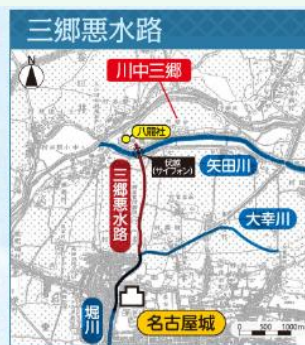 三郷悪水路
N
川中三郷
八龍社
伏越
(サイフォン)
矢田川
三郷悪水路
大幸川
堀川
名古屋城
0 500 1000m